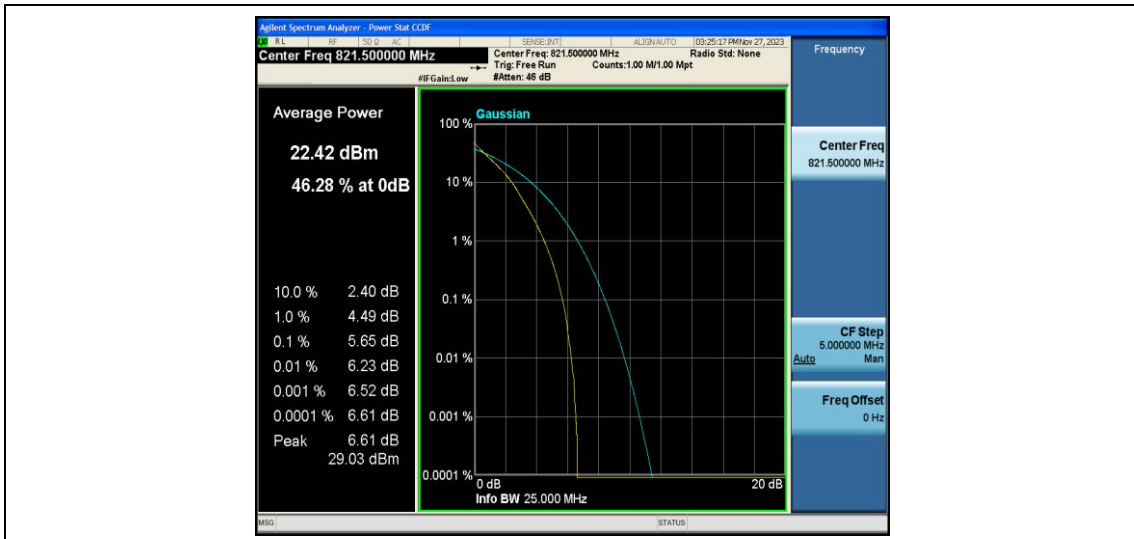 Agilent Spectrum Analyzer - Power Stat CCDF
RL RF 50 Ω AC SENSE:INT ALIGNAUTO 03:25:17 PMNov 27, 2023
Center Freq 821.500000 MHz
Center Freq: 821.500000 MHz Radio Std: None
Trig: Free Run Counts:1.00 M/1.00 Mpt
#IFGain:Low #Atten: 46 dB
Frequency
Average Power
22.42 dBm
46.28 % at 0dB
10.0 % 2.40 dB
1.0 % 4.49 dB
0.1 % 5.65 dB
0.01 % 6.23 dB
0.001 % 6.52 dB
0.0001 % 6.61 dB
Peak 6.61 dB
29.03 dBm
Gaussian
100 %
10 %
1 %
0.1 %
0.01 %
0.001 %
0.0001 %
0 dB 20 dB
Info BW 25.000 MHz
Center Freq
821.500000 MHz
CF Step
5.000000 MHz
Auto Man
Freq Offset
0 Hz
MSG STATUS